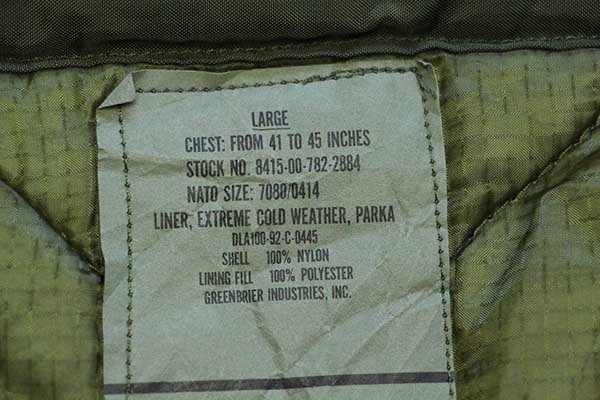 LARGE
CHEST: FROM 41 TO 45 INCHES
STOCK NO. 8415-00-782-2884
NATO SIZE: 7080/0414
LINER, EXTREME COLD WEATHER, PARKA
DLA100-92-C-0445
SHELL 100% NYLON
LINING FILL 100% POLYESTER
GREENBRIER INDUSTRIES, INC.